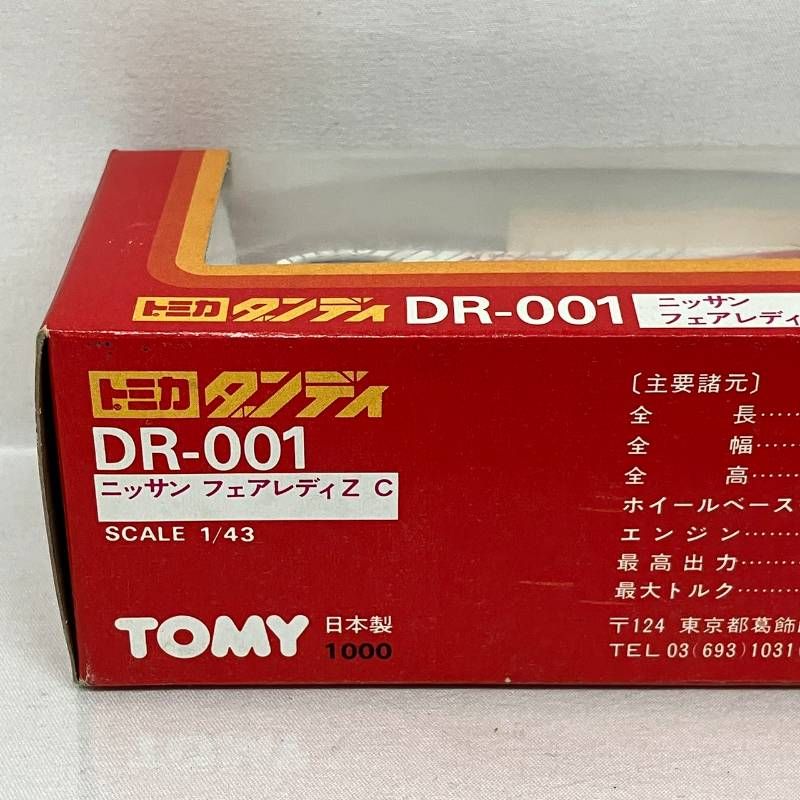 トミカ ダンディ DR-001 ニッサン
フェアレディ
トミカ ダンディ
DR-001
ニッサン フェアレディZ C
SCALE 1/43
TOMY 日本製
1000
〔主要諸元〕
全長……
全幅……
全高……
ホイールベース
エンジン……
最高出力……
最大トルク……
〒124 東京都葛飾
TEL 03(693)1031(